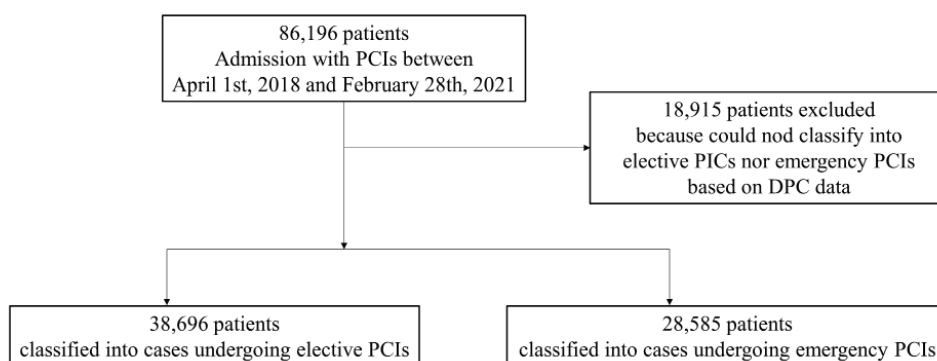 86,196 patients
Admission with PCIs between
April 1st, 2018 and February 28th, 2021
18,915 patients excluded
because could nod classify into
elective PICs nor emergency PCIs
based on DPC data
38,696 patients
classified into cases undergoing elective PCIs
28,585 patients
classified into cases undergoing emergency PCIs